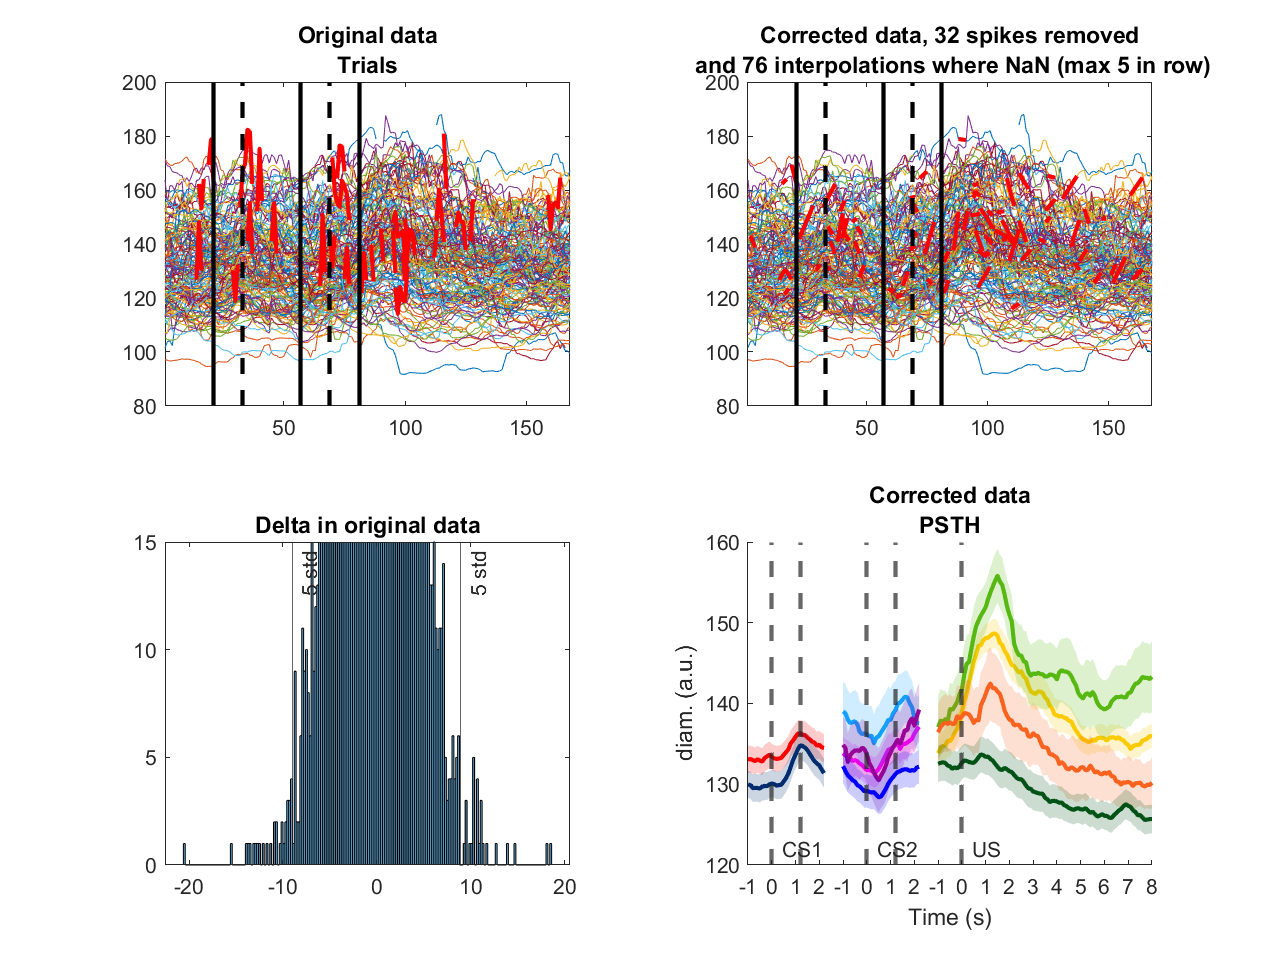 Original data
Trials
200
180
160
140
120
100
80
50
100
150
Corrected data, 32 spikes removed
and 76 interpolations where NaN (max 5 in row)
200
180
160
140
120
100
80
50
100
150
Delta in original data
15
10
5
0
5 std
5 std
-20
-10
0
10
20
Corrected data
PSTH
160
150
140
130
120
diam. (a.u.)
CS1
CS2
US
-1 0 1 2 -1 0 1 2 -1 0 1 2 3 4 5 6 7 8
Time (s)